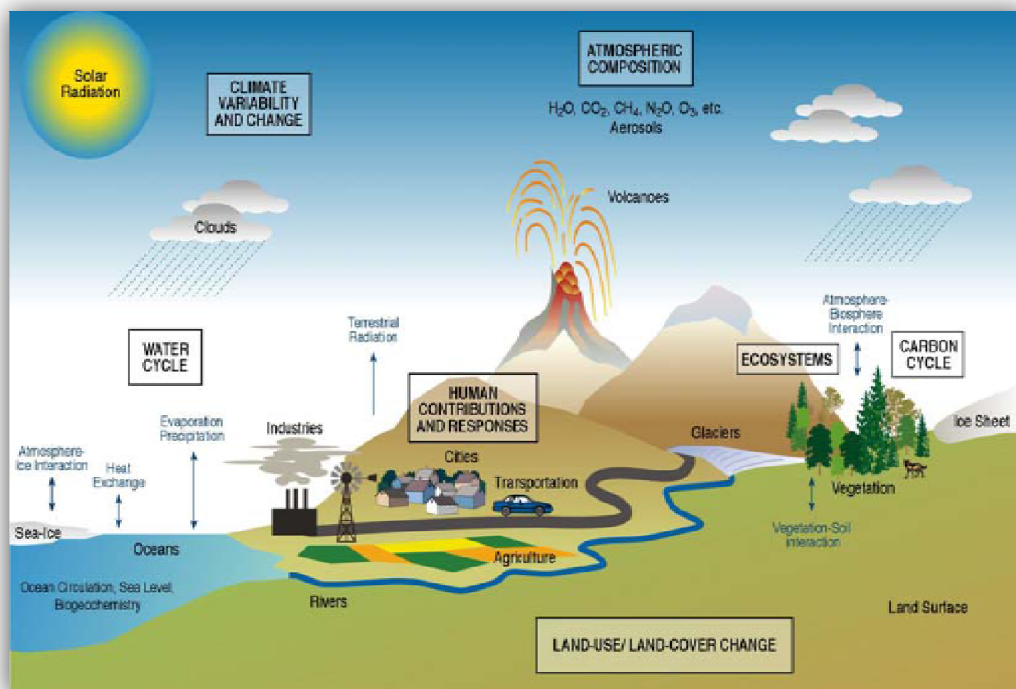 Solar
Radiation
CLIMATE
VARIABILITY
AND CHANGE
ATMOSPHERIC
COMPOSITION
H₂O, CO₂, CH₄, N₂O, O₃, etc.
Aerosols
Volcanoes
Clouds
Terrestrial
Radiation
Atmosphere-
Biosphere
Interaction
WATER
CYCLE
ECOSYSTEMS
CARBON
CYCLE
HUMAN
CONTRIBUTIONS
AND RESPONSES
Evaporation
Precipitation
Industries
Glaciers
Ice Sheet
Atmosphere-
Ice Interaction
Heat
Exchange
Cities
Transportation
Vegetation
Sea-Ice
Oceans
Agriculture
Vegetation-Soil
Interaction
Ocean Circulation, Sea Level,
Biogeochemistry
Rivers
Land Surface
LAND-USE/ LAND-COVER CHANGE